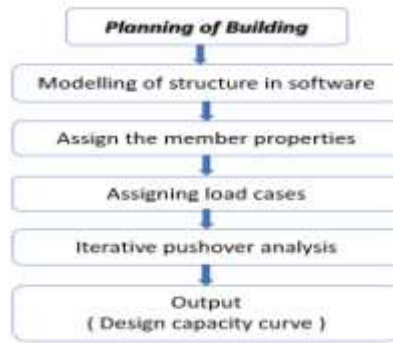 Planning of Building
Modelling of structure in software
Assign the member properties
Assigning load cases
Iterative pushover analysis
Output
( Design capacity curve )